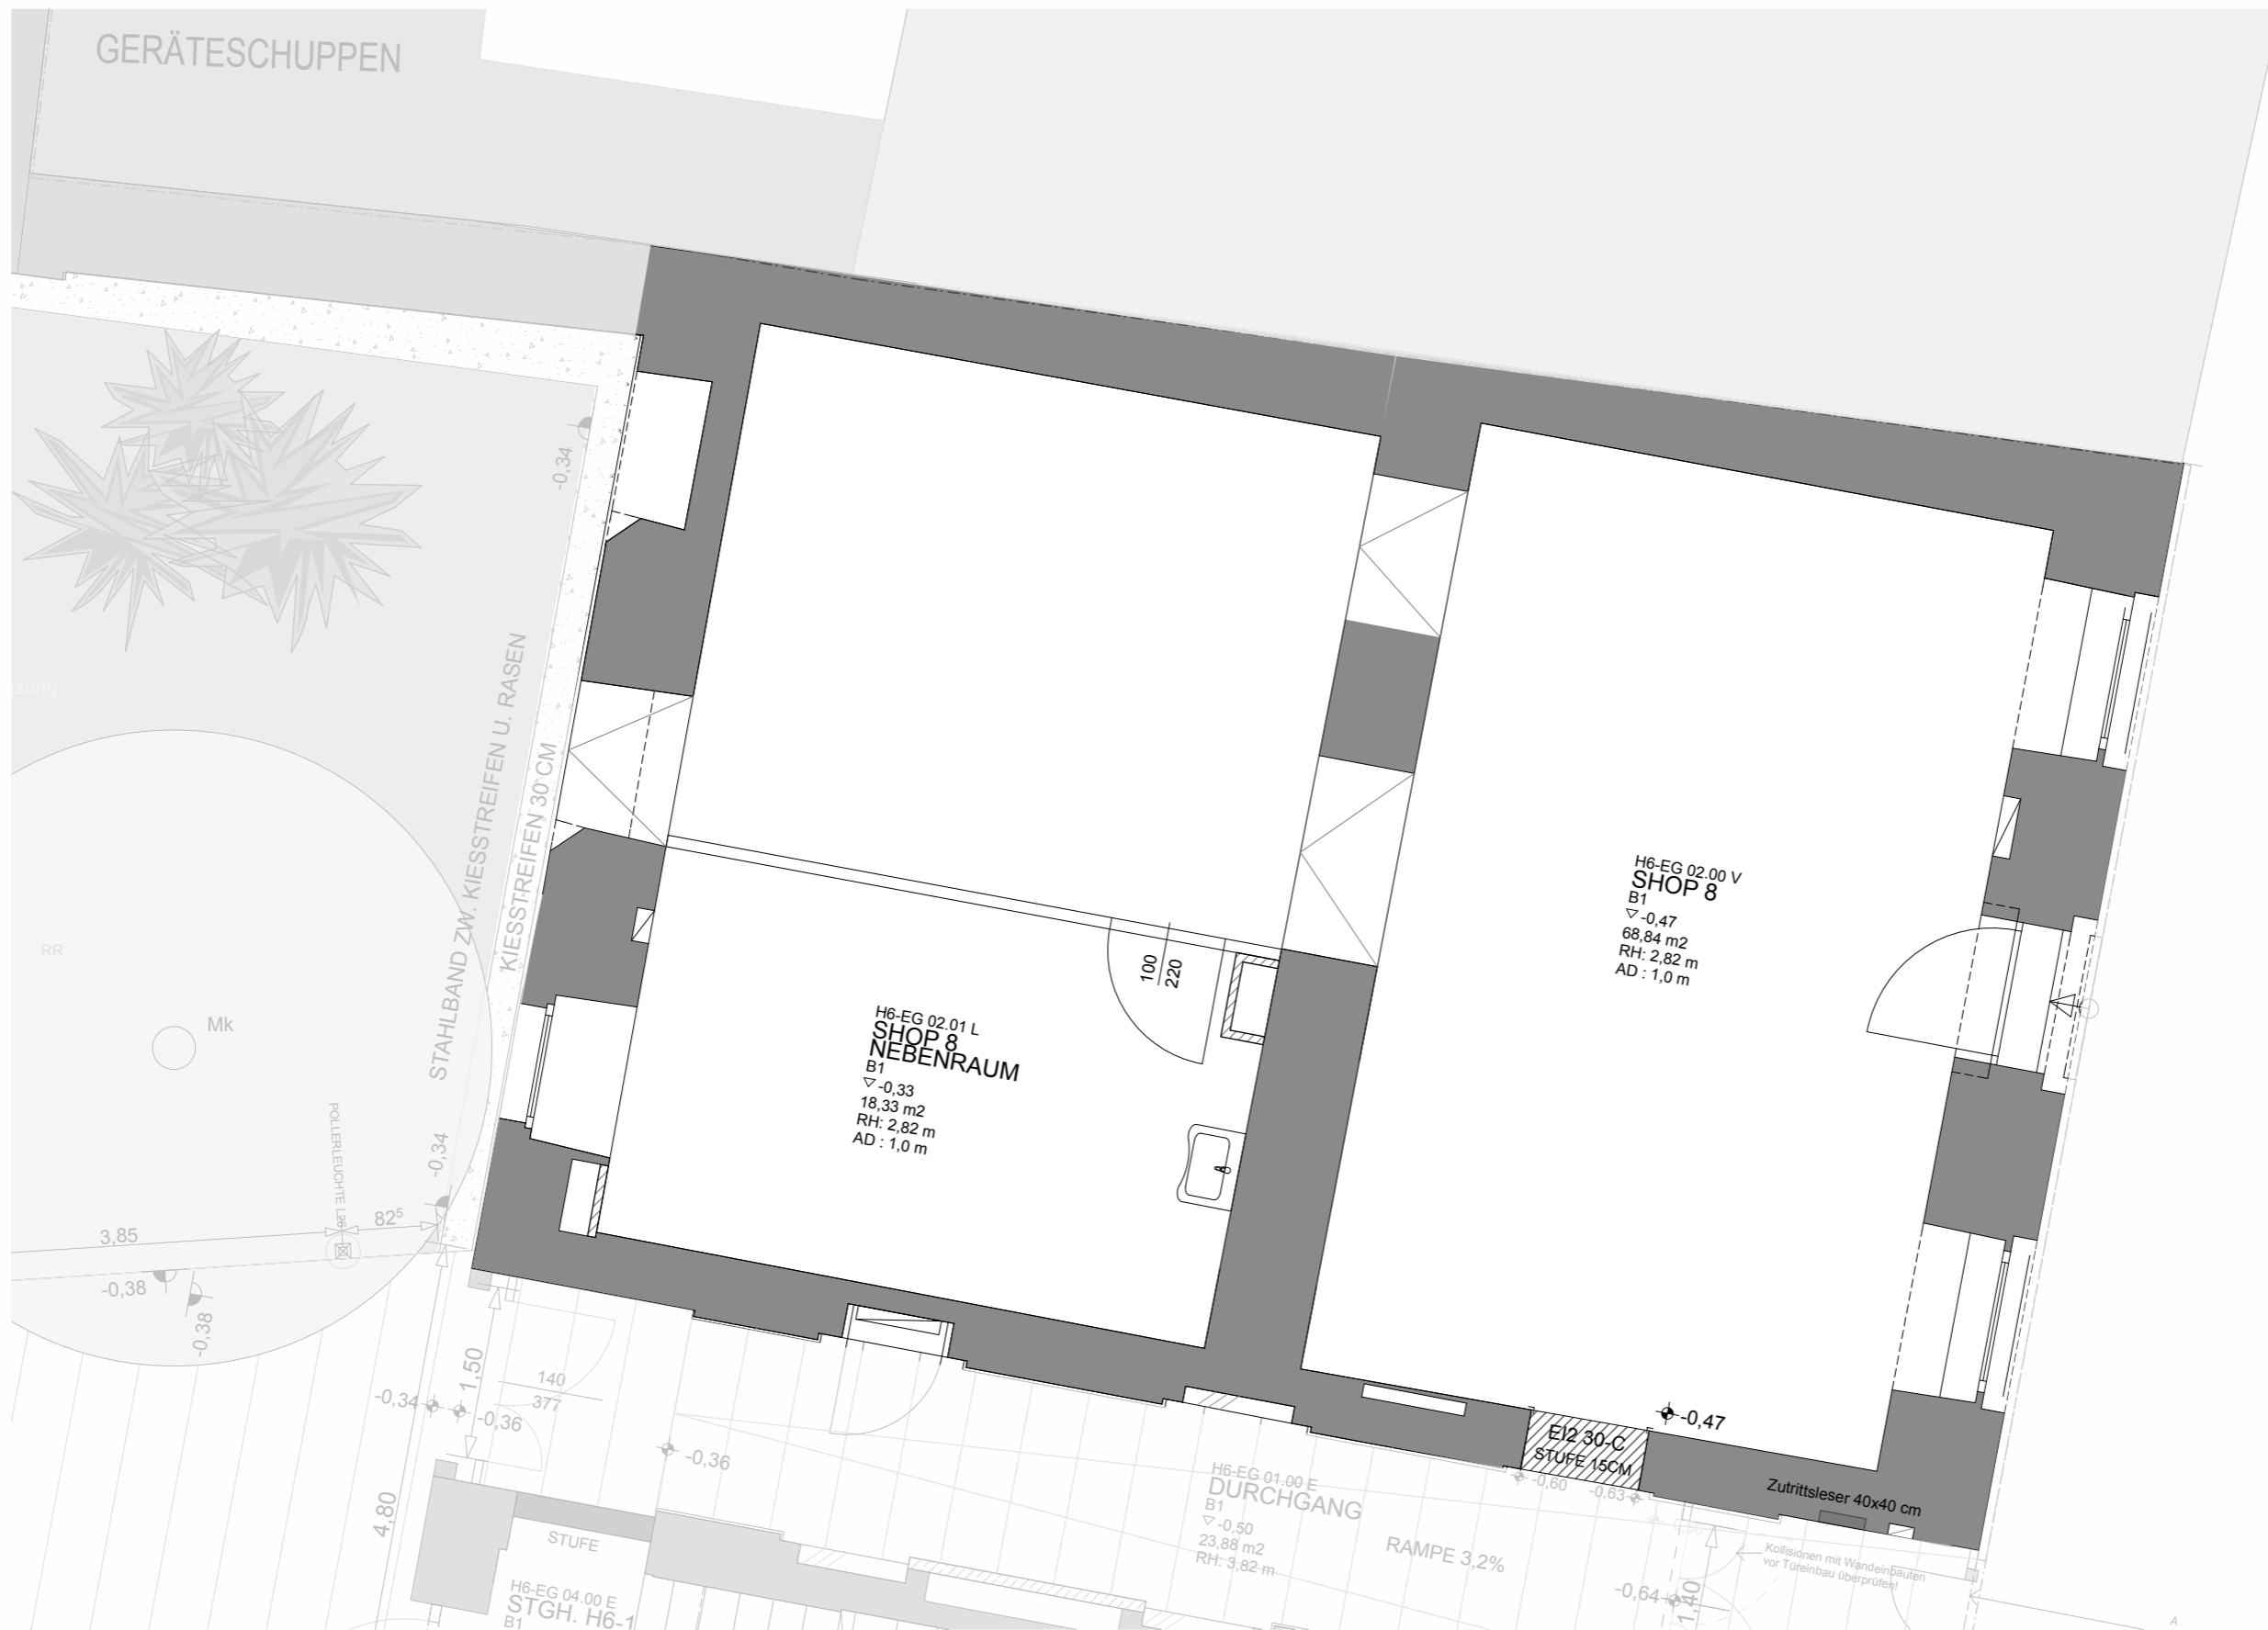 GERÄTESCHUPPEN
-0,34
zung
STAHLBAND ZW. KIESSTREIFEN U. RASEN
KIESSTREIFEN 30 CM
RR
Mk
POLLERLEUCHTE L26
-0,34
3,85
82⁵
-0,38
-0,38
H6-EG 02.00 V
SHOP 8
B1
-0,47
68,84 m2
RH: 2,82 m
AD : 1,0 m
100
220
H6-EG 02.01 L
SHOP 8
NEBENRAUM
B1
-0,33
18,33 m2
RH: 2,82 m
AD : 1,0 m
1,50
140
377
-0,34
-0,36
-0,36
4,80
STUFE
H6-EG 04.00 E
STGH. H6-1
B1
H6-EG 01.00 E
DURCHGANG
B1
-0,50
23,88 m2
RH: 3,82 m
RAMPE 3,2%
-0,47
EI2 30-C
STUFE 15CM
-0,60
-0,63
Zutrittsleser 40x40 cm
Kollisionen mit Wandeinbauten
vor Türeinbau überprüfen!
-0,64
1,40
A